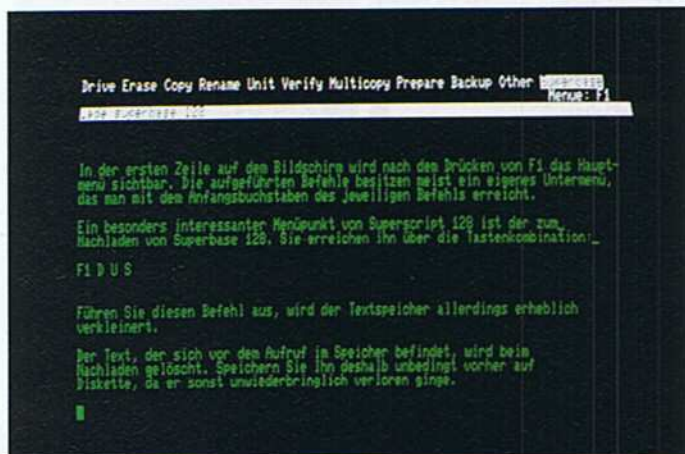 Drive Erase Copy Rename Unit Verify Multicopy Prepare Backup Other Superbase
Menue: F1
Lade Superbase 128
In der ersten Zeile auf dem Bildschirm wird nach dem Drücken von F1 das Haupt-
menü sichtbar. Die aufgeführten Befehle besitzen meist ein eigenes Untermenü,
das man mit dem Anfangsbuchstaben des jeweiligen Befehls erreicht.
Ein besonders interessanter Menüpunkt von Superscript 128 ist der zum
Nachladen von Superbase 128. Sie erreichen ihn über die Tastenkombination:
F1 D U S
Führen Sie diesen Befehl aus, wird der Textspeicher allerdings erheblich
verkleinert.
Der Text, der sich vor dem Aufruf im Speicher befindet, wird beim
Nachladen gelöscht. Speichern Sie Ihn deshalb unbedingt vorher auf
Diskette, da er sonst unwiederbringlich verloren ginge.